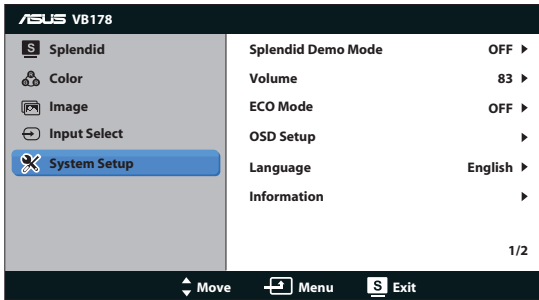 ASUS VB178
S Splendid
Color
Image
Input Select
System Setup
Splendid Demo Mode OFF
Volume 83
ECO Mode OFF
OSD Setup
Language English
Information
1/2
Move Menu S Exit